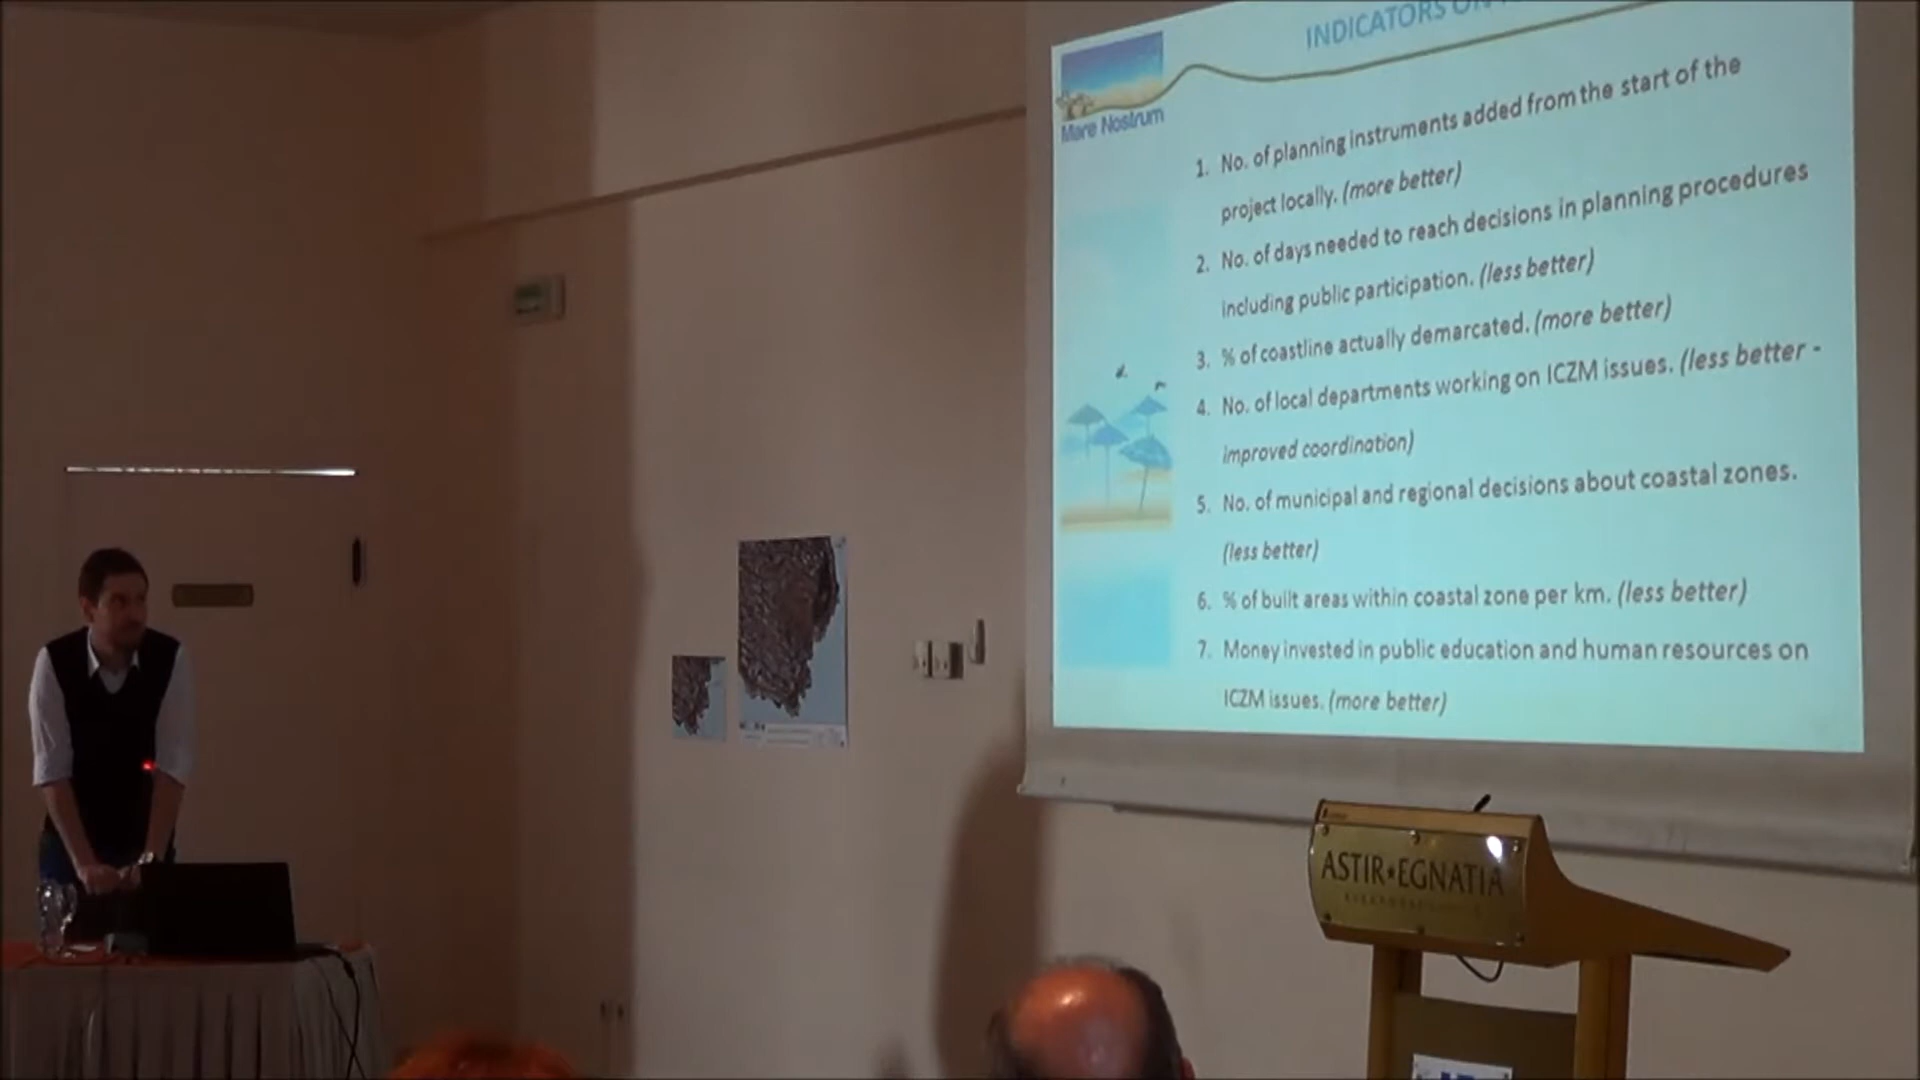 INDICATORS
Mare Nostrum
1. No. of planning instruments added from the start of the
project locally. (more better)
2. No. of days needed to reach decisions in planning procedures
including public participation. (less better)
3. % of coastline actually demarcated. (more better)
4. No. of local departments working on ICZM issues. (less better -
improved coordination)
5. No. of municipal and regional decisions about coastal zones.
(less better)
6. % of built areas within coastal zone per km. (less better)
7. Money invested in public education and human resources on
ICZM issues. (more better)
ASTIR★EGNATIA